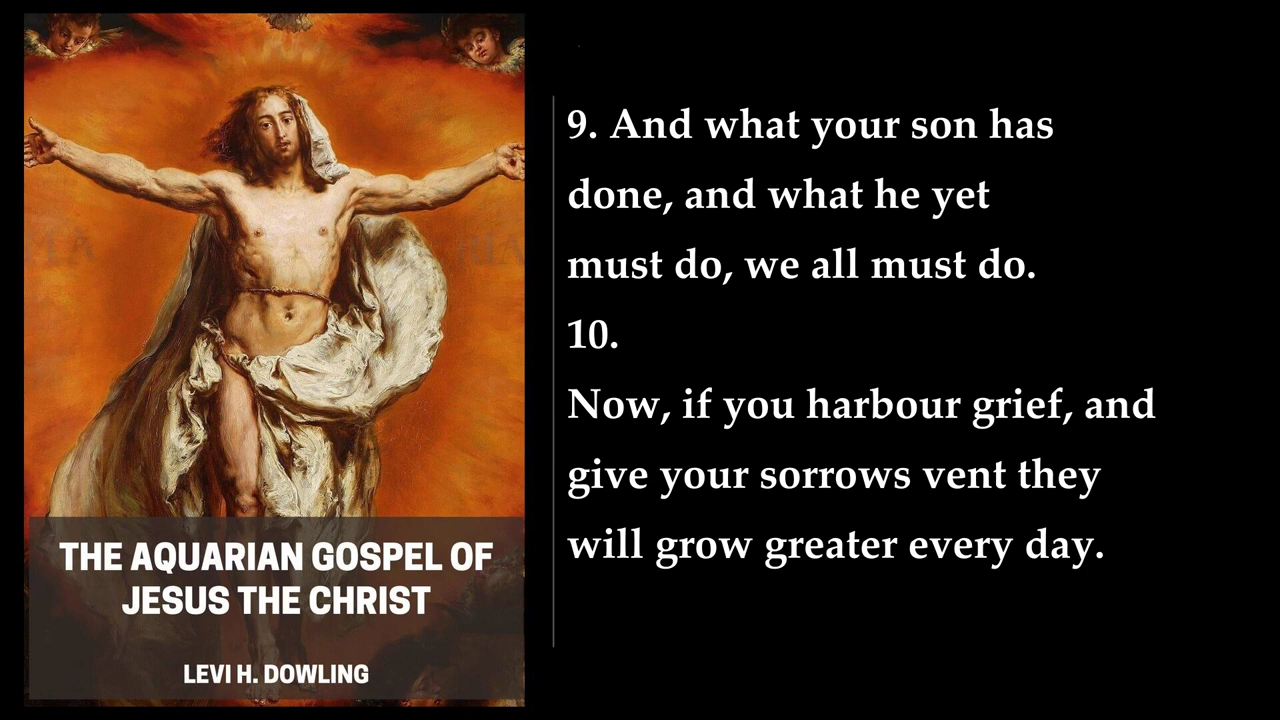 9. And what your son has
done, and what he yet
must do, we all must do.
10.
Now, if you harbour grief, and
give your sorrows vent they
will grow greater every day.
THE AQUARIAN GOSPEL OF
JESUS THE CHRIST
LEVI H. DOWLING